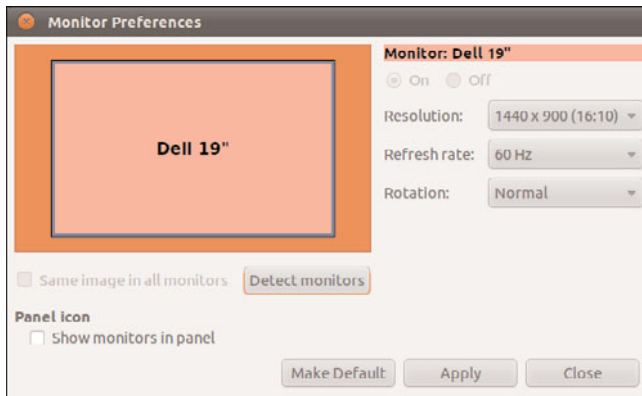 Monitor Preferences
Dell 19"
Monitor: Dell 19"
On Off
Resolution: 1440 x 900 (16:10)
Refresh rate: 60 Hz
Rotation: Normal
Same image in all monitors Detect monitors
Panel icon
Show monitors in panel
Make Default Apply Close